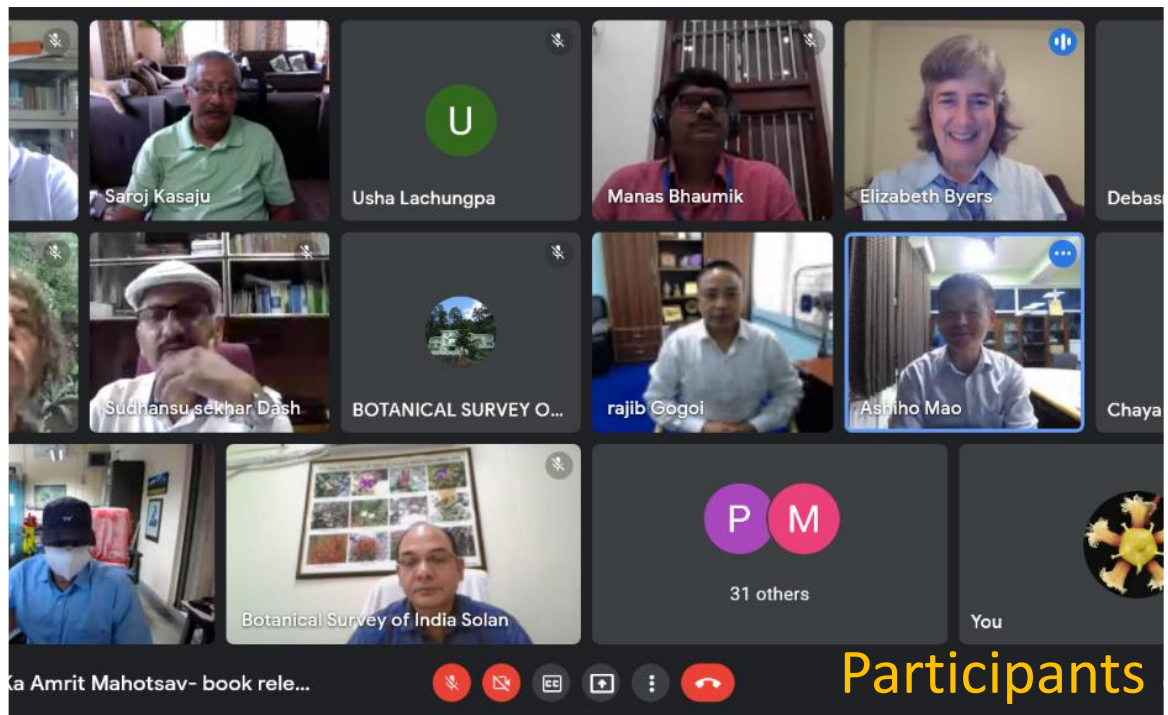 Saroj Kasaju
U
Usha Lachungpa
Manas Bhaumik
Elizabeth Byers
Debas
Sudhansu sekhar Dash
BOTANICAL SURVEY O...
rajib Gogoi
Ashiho Mao
Chaya
Botanical Survey of India Solan
P M
31 others
You
Ka Amrit Mahotsav- book rele...
CC
Participants